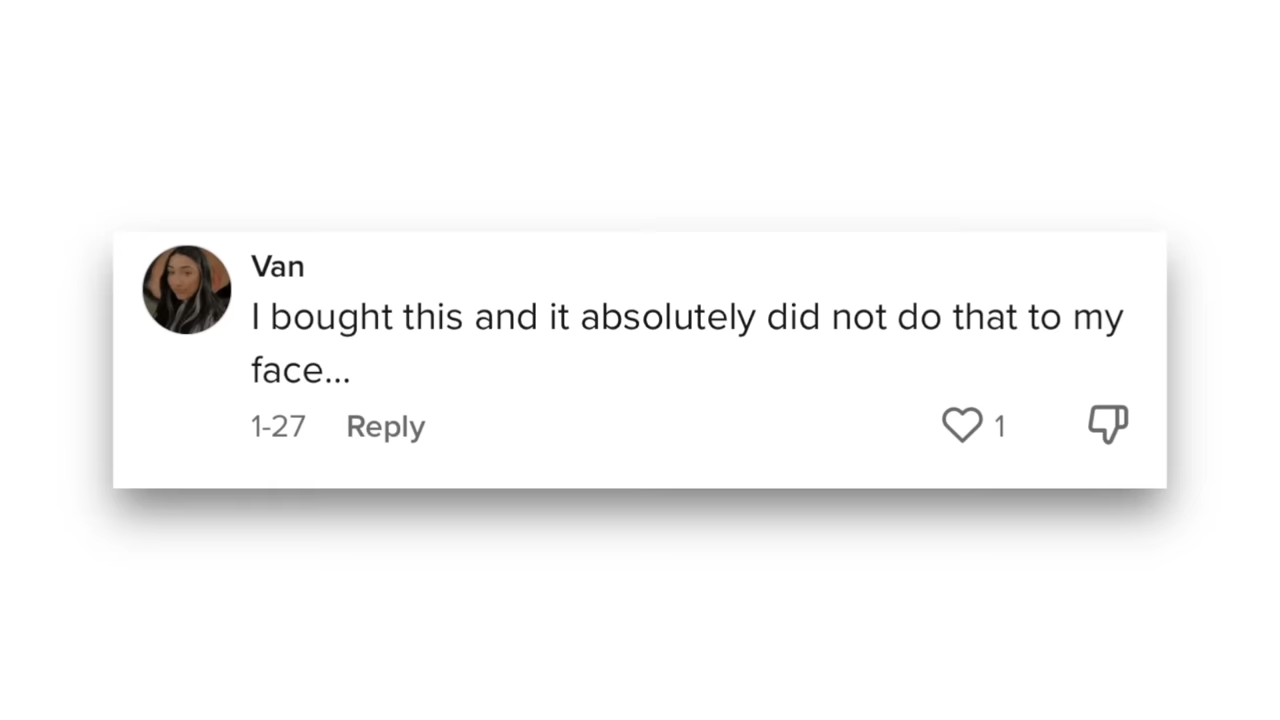 Van
I bought this and it absolutely did not do that to my
face...
1-27 Reply 1